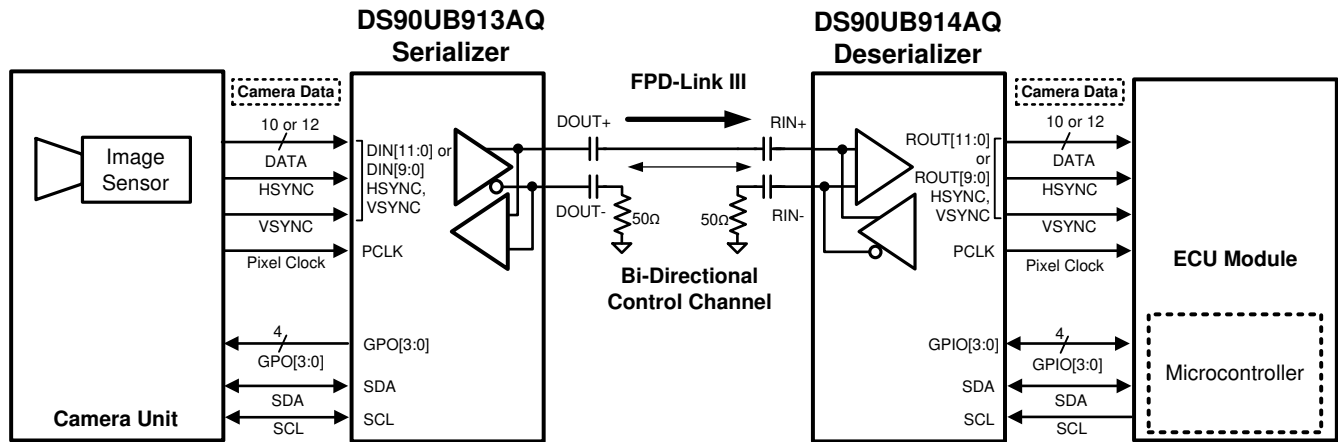 DS90UB913AQ
Serializer
DS90UB914AQ
Deserializer
FPD-Link III
Camera Data
10 or 12
DATA
HSYNC
VSYNC
Pixel Clock
4
GPO[3:0]
SDA
SCL
Image
Sensor
Camera Unit
DIN[11:0] or
DIN[9:0]
HSYNC,
VSYNC
PCLK
GPO[3:0]
SDA
SCL
DOUT+
DOUT-
50Ω
RIN+
RIN-
50Ω
Bi-Directional
Control Channel
ROUT[11:0]
or
ROUT[9:0]
HSYNC,
VSYNC
PCLK
GPIO[3:0]
SDA
SCL
Camera Data
10 or 12
DATA
HSYNC
VSYNC
Pixel Clock
4
GPIO[3:0]
SDA
SCL
ECU Module
Microcontroller